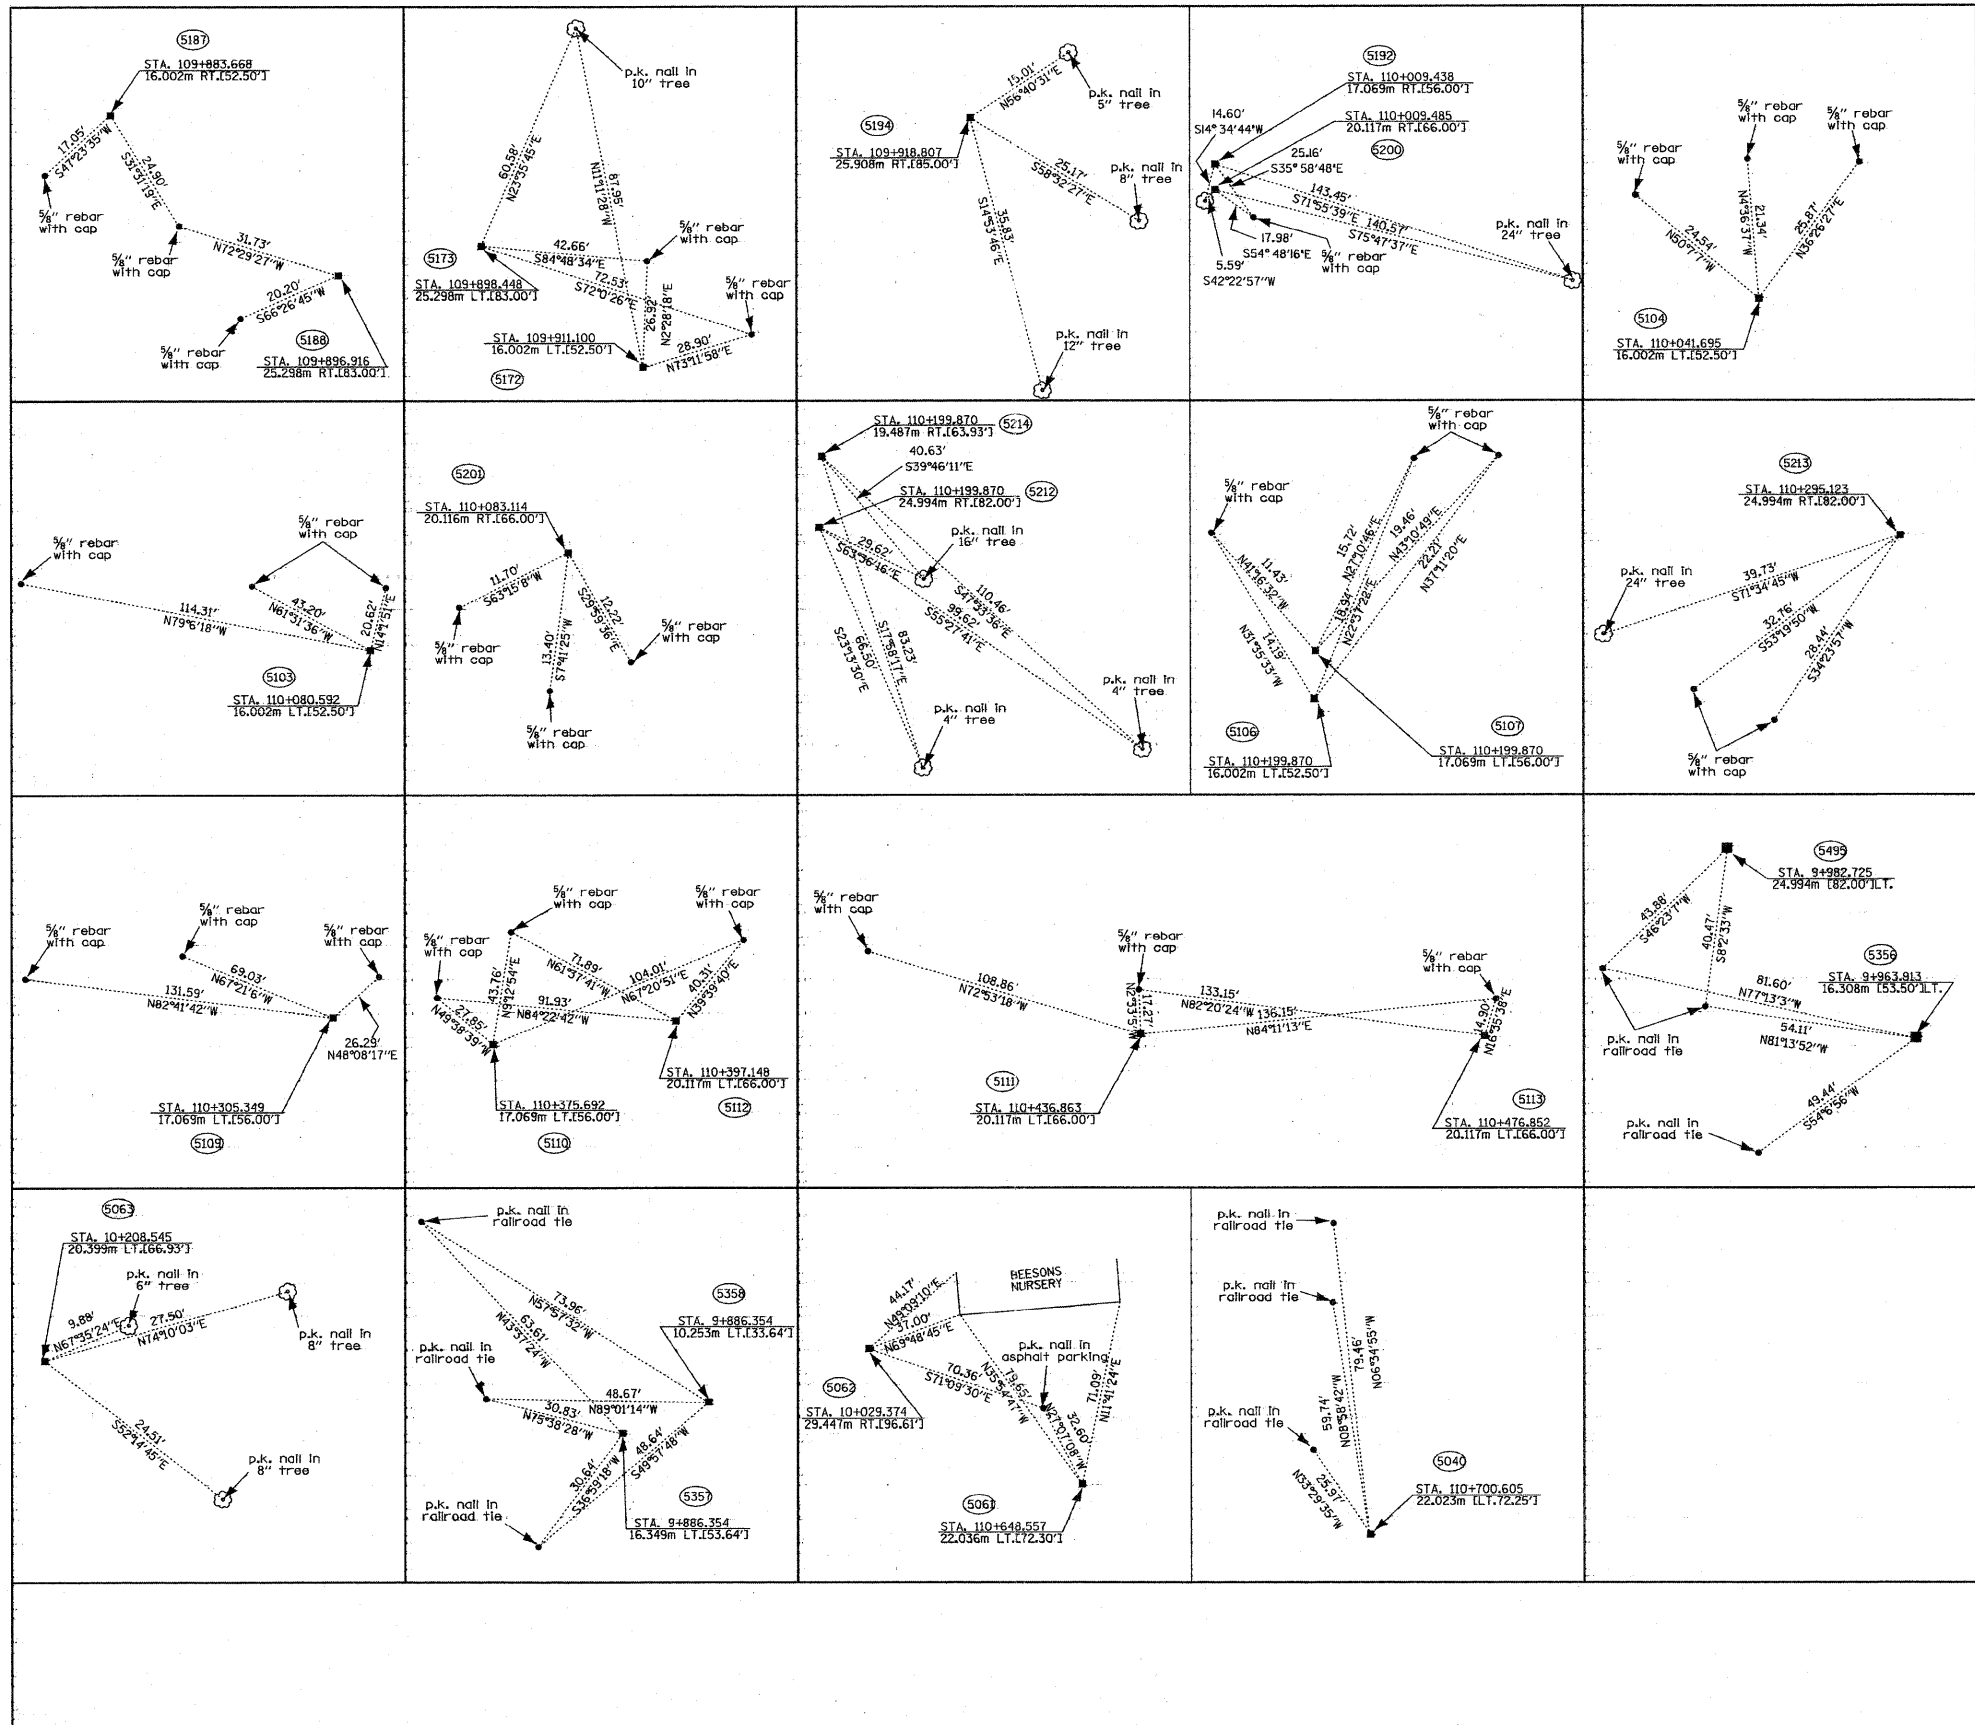 5187
STA. 109+883.668
16.002m RT.[52.50']
17.05'
S47°23'35"W
24.90'
S31°31'19"E
⅝" rebar
with cap
⅝" rebar
with cap
31.73'
N72°29'27"W
20.20'
S66°26'45"W
⅝" rebar
with cap
5188
STA. 109+896.916
25.298m RT.[83.00']
p.k. nail in
10" tree
60.58'
N23°35'45"E
87.95'
N11°11'28"W
⅝" rebar
with cap
42.66'
S84°48'34"E
5173
72.53'
S72°0'26"E
STA. 109+898.448
25.298m LT.[83.00']
26.92'
N2°28'18"E
⅝" rebar
with cap
STA. 109+911.100
16.002m LT.[52.50']
28.90'
N73°11'58"E
5172
15.01'
N56°40'31"E
p.k. nail in
5" tree
5194
STA. 109+918.807
25.908m RT.[85.00']
25.17'
S58°32'27"E
p.k. nail in
8" tree
35.83'
S14°53'46"E
p.k. nail in
12" tree
5192
STA. 110+009.438
17.069m RT.[56.00']
14.60'
S14°34'44"W
STA. 110+009.485
20.117m RT.[66.00']
5200
25.16'
S35°58'48"E
143.45'
S71°55'39"E
140.57'
S75°47'37"E
p.k. nail in
24" tree
17.98'
S54°48'16"E
⅝" rebar
with cap
5.59'
S42°22'57"W
⅝" rebar
with cap
⅝" rebar
with cap
⅝" rebar
with cap
24.54'
N50°7'7"W
21.34'
N4°36'37"W
25.87'
N36°26'27"E
5104
STA. 110+041.695
16.002m LT.[52.50']
⅝" rebar
with cap
⅝" rebar
with cap
114.31'
N79°6'18"W
43.20'
N61°31'36"W
20.62'
N14°1'51"E
5103
STA. 110+080.592
16.002m LT.[52.50']
5201
STA. 110+083.114
20.116m RT.[66.00']
11.70'
S63°15'8"W
12.22'
S29°59'36"E
13.40'
S7°41'25"W
⅝" rebar
with cap
⅝" rebar
with cap
⅝" rebar
with cap
STA. 110+199.870
19.487m RT.[63.93']
5214
40.63'
S39°46'11"E
STA. 110+199.870
24.994m RT.[82.00']
5212
p.k. nail in
16" tree
29.62'
S63°36'16"E
110.46'
S47°33'36"E
99.62'
S55°27'41"E
83.23'
S17°58'17"E
66.50'
S23°13'30"E
p.k. nail in
4" tree
p.k. nail in
4" tree
⅝" rebar
with cap
⅝" rebar
with cap
11.43'
N41°16'32"W
14.19'
N31°35'33"W
15.72'
N27°10'46"E
18.94'
N22°37'22"E
19.46'
N43°10'49"E
22.21'
N37°11'20"E
5106
STA. 110+199.870
16.002m LT.[52.50']
5107
STA. 110+199.870
17.069m LT.[56.00']
5213
STA. 110+295.123
24.994m RT.[82.00']
p.k. nail in
24" tree
39.73'
S71°34'45"W
32.76'
S53°19'50"W
28.44'
S34°23'57"W
⅝" rebar
with cap
⅝" rebar
with cap
⅝" rebar
with cap
⅝" rebar
with cap
131.59'
N82°41'42"W
69.03'
N67°21'6"W
26.29'
N48°08'17"E
STA. 110+305.349
17.069m LT.[56.00']
5109
⅝" rebar
with cap
⅝" rebar
with cap
⅝" rebar
with cap
43.76'
N9°12'54"E
71.89'
N61°37'41"W
104.01'
N67°20'51"E
40.31'
N39°39'40"E
91.93'
N84°22'42"W
27.85'
N49°38'39"W
STA. 110+397.148
20.117m LT.[66.00']
5112
STA. 110+375.692
17.069m LT.[56.00']
5110
⅝" rebar
with cap
⅝" rebar
with cap
⅝" rebar
with cap
108.86'
N72°53'18"W
17.27'
133.15'
N82°20'24"W
136.15'
N84°11'13"E
14.90'
N16°35'38"E
5111
STA. 110+436.863
20.117m LT.[66.00']
5113
STA. 110+476.852
20.117m LT.[66.00']
5495
STA. 9+982.725
24.994m [82.00']LT.
43.88'
S46°23'7"W
40.47'
S8°2'33"W
5356
STA. 9+963.913
16.308m [53.50']LT.
81.60'
N77°13'3"W
54.11'
N81°13'52"W
p.k. nail in
railroad tie
49.44'
S54°6'56"W
p.k. nail in
railroad tie
5063
STA. 10+208.545
20.399m LT.[66.93']
p.k. nail in
6" tree
9.88'
N67°35'24"E
27.50'
N74°10'03"E
p.k. nail in
8" tree
24.51'
S52°14'45"E
p.k. nail in
8" tree
p.k. nail in
railroad tie
73.96'
N57°57'32"W
63.61'
N43°37'24"W
5358
STA. 9+886.354
10.253m LT.[33.64']
p.k. nail in
railroad tie
48.67'
N89°01'14"W
30.83'
N75°38'28"W
30.64'
S36°59'18"W
48.64'
S49°57'48"W
p.k. nail in
railroad tie
5357
STA. 9+886.354
16.349m LT.[53.64']
BEESONS
NURSERY
44.17'
N49°09'10"E
37.00'
N69°48'45"E
p.k. nail in
asphalt parking
70.36'
S71°09'30"E
79.65'
N35°54'47"W
71.09'
N11°41'24"E
32.60'
N27°07'08"W
5062
STA. 10+029.374
29.447m RT.[96.61']
5061
STA. 110+648.557
22.036m LT.[72.30']
p.k. nail in
railroad tie
p.k. nail in
railroad tie
p.k. nail in
railroad tie
79.46'
N06°34'55"W
59.74'
N08°58'42"W
25.97'
N33°29'35"W
5040
STA. 110+700.605
22.023m [LT.72.25']